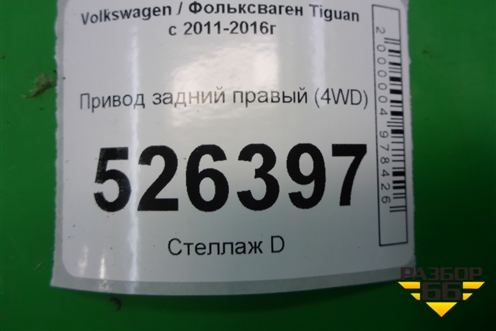 Volkswagen / Фольксваген Tiguan
с 2011-2016г
Привод задний правый (4WD)
526397
Стеллаж D
2000004978426
РАЗБОР
66